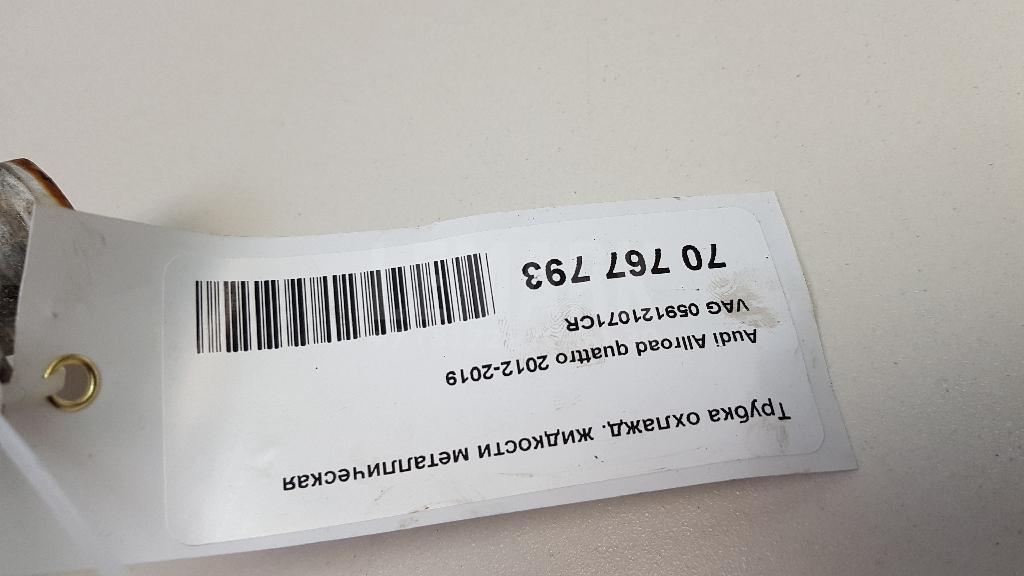 Трубка охлажд. жидкости металлическая
Audi Allroad quattro 2012-2019
VAG 059121071CR
70 767 793